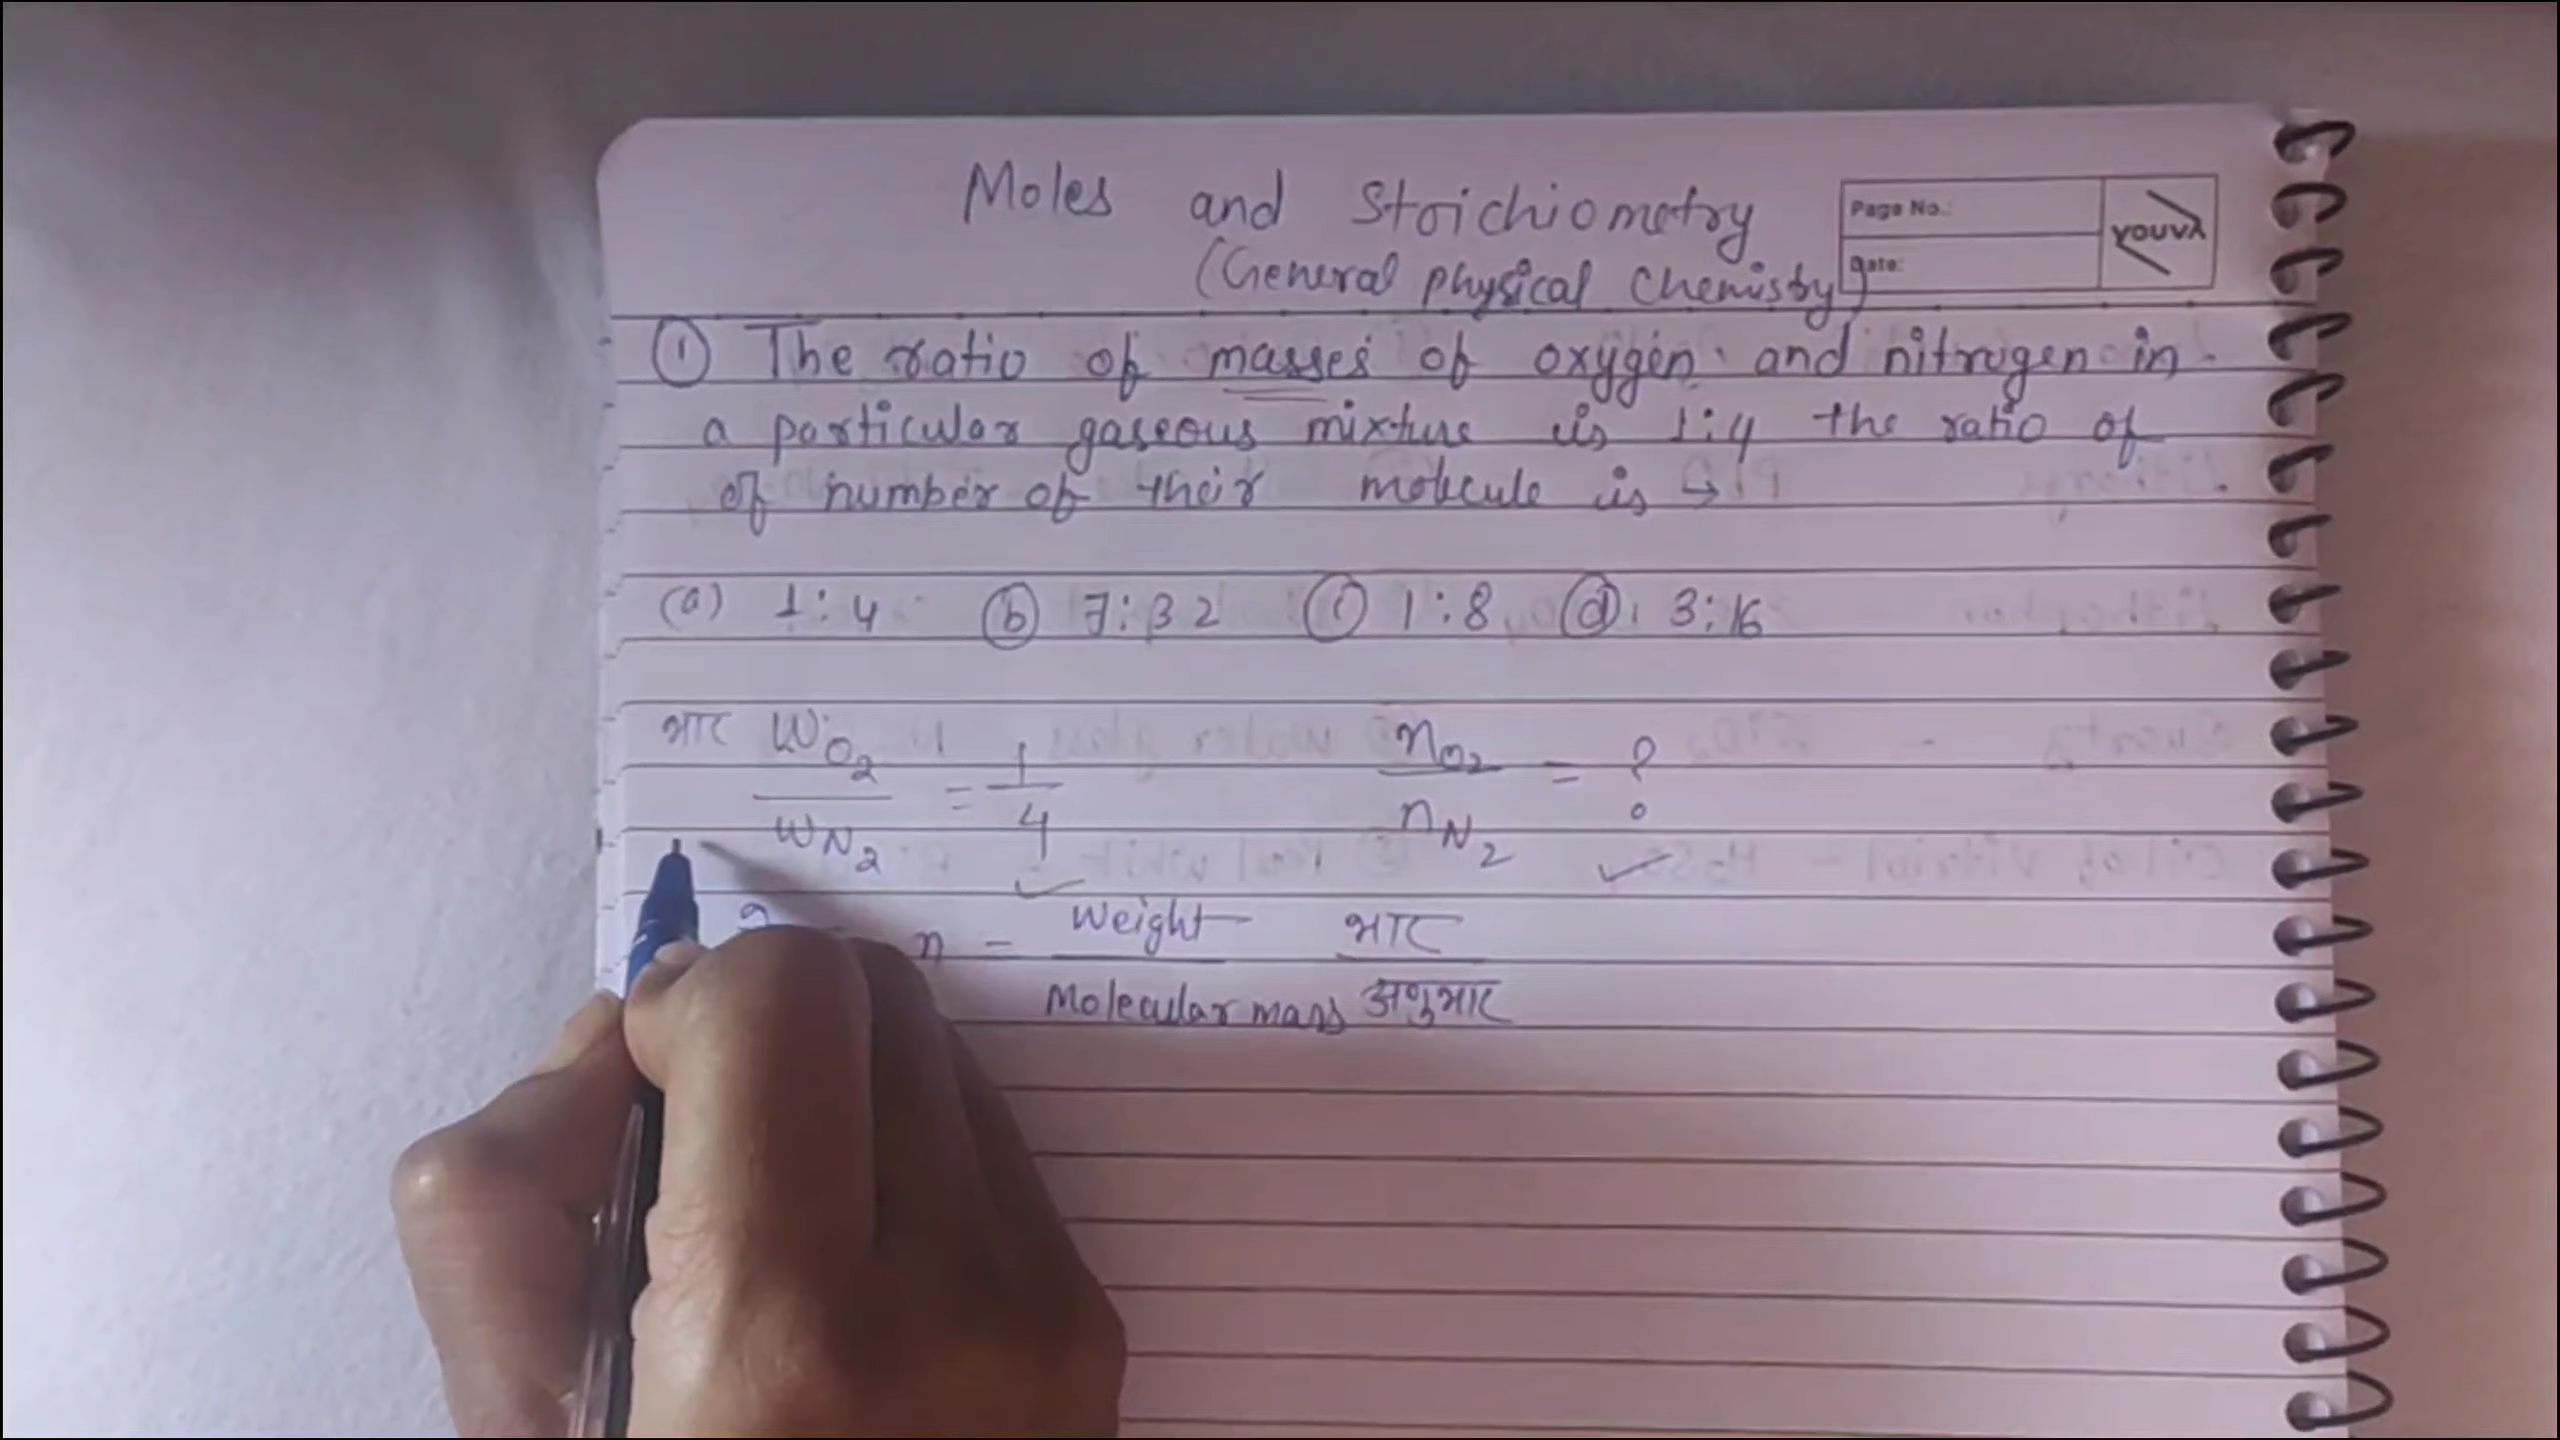 Moles and Stoichiometry
(General physical Chemistry)
Page No.:
Date:
YOUVA
① The ratio of masses of oxygen and nitrogen in
a particular gaseous mixture is 1:4 the ratio of
of number of their molecule is →
(a) 1:4 (b) 7:32 (c) 1:8 (d) 3:16
भार WO2 / WN2 = 1/4 nO2 / nN2 = ?
n = Weight / Molecular mass भार / अणुभार